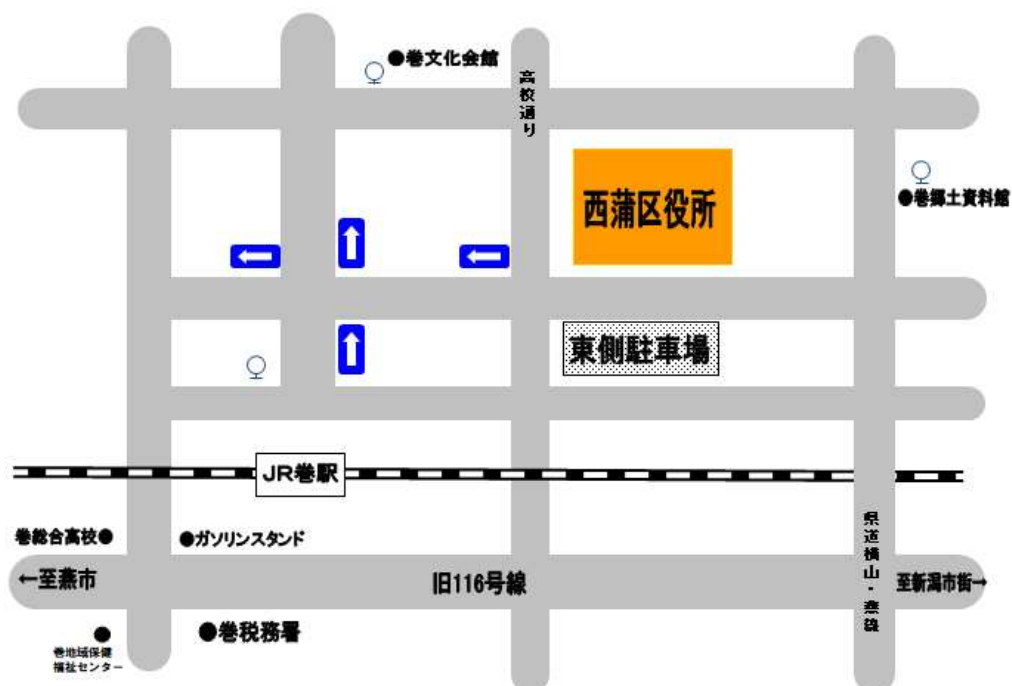 ●巻文化会館
高校通り
西蒲区役所
●巻郷土資料館
東側駐車場
JR巻駅
巻総合高校●
●ガソリンスタンド
県道横山・燕袋
←至燕市
旧116号線
至新潟市街→
●巻税務署
●
巻地域保健
福祉センター